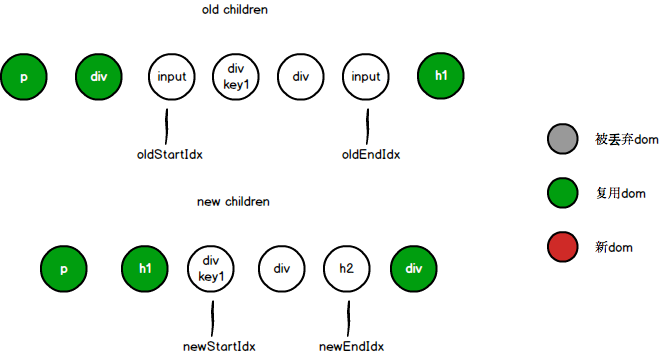 old children
p
div
input
div
key1
div
input
h1
oldStartIdx
oldEndIdx
被丢弃dom
复用dom
新dom
new children
p
h1
div
key1
div
h2
div
newStartIdx
newEndIdx